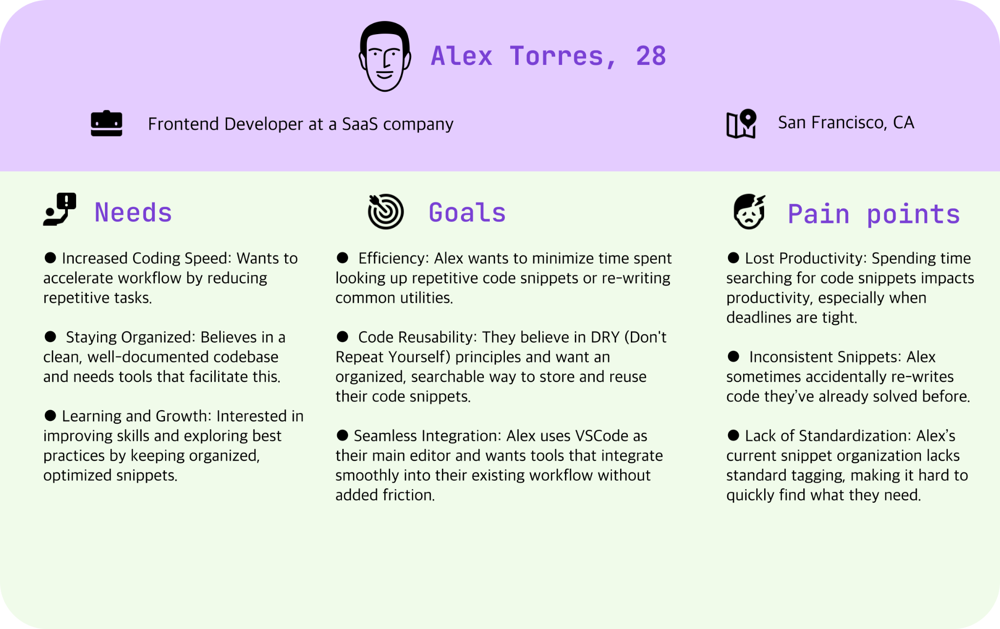 Alex Torres, 28
Frontend Developer at a SaaS company
San Francisco, CA
Needs
● Increased Coding Speed: Wants to
accelerate workflow by reducing
repetitive tasks.
● Staying Organized: Believes in a
clean, well-documented codebase
and needs tools that facilitate this.
● Learning and Growth: Interested in
improving skills and exploring best
practices by keeping organized,
optimized snippets.
Goals
● Efficiency: Alex wants to minimize time spent
looking up repetitive code snippets or re-writing
common utilities.
● Code Reusability: They believe in DRY (Don't
Repeat Yourself) principles and want an
organized, searchable way to store and reuse
their code snippets.
● Seamless Integration: Alex uses VSCode as
their main editor and wants tools that integrate
smoothly into their existing workflow without
added friction.
Pain points
● Lost Productivity: Spending time
searching for code snippets impacts
productivity, especially when
deadlines are tight.
● Inconsistent Snippets: Alex
sometimes accidentally re-writes
code they’ve already solved before.
● Lack of Standardization: Alex’s
current snippet organization lacks
standard tagging, making it hard to
quickly find what they need.